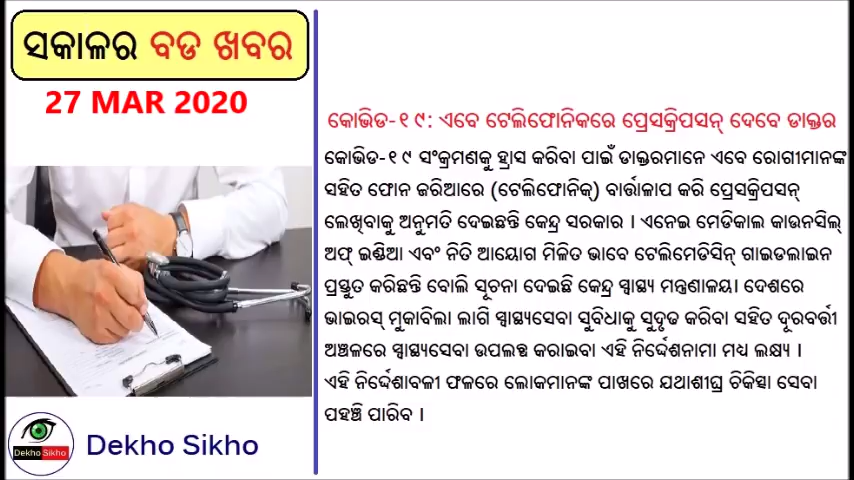 ସକାଳର ବଡ ଖବର
27 MAR 2020
କୋଭିଡ-୧୯: ଏବେ ଟେଲିଫୋନିକରେ ପ୍ରେସକ୍ରିପସନ୍ ଦେବେ ଡାକ୍ତର
କୋଭିଡ-୧୯ ସଂକ୍ରମଣକୁ ହ୍ରାସ କରିବା ପାଇଁ ଡାକ୍ତରମାନେ ଏବେ ରୋଗୀମାନଙ୍କ
ସହିତ ଫୋନ ଜରିଆରେ (ଟେଲିଫୋନିକ୍) ବାର୍ତ୍ତାଳାପ କରି ପ୍ରେସକ୍ରିପସନ୍
ଲେଖିବାକୁ ଅନୁମତି ଦେଇଛନ୍ତି କେନ୍ଦ୍ର ସରକାର । ଏନେଇ ମେଡିକାଲ କାଉନସିଲ୍
ଅଫ୍ ଇଣ୍ଡିଆ ଏବଂ ନିତି ଆୟୋଗ ମିଳିତ ଭାବେ ଟେଲିମେଡିସିନ୍ ଗାଇଡଲାଇନ
ପ୍ରସ୍ତୁତ କରିଛନ୍ତି ବୋଲି ସୂଚନା ଦେଇଛି କେନ୍ଦ୍ର ସ୍ୱାସ୍ଥ୍ୟ ମନ୍ତ୍ରଣାଳୟ। ଦେଶରେ
ଭାଇରସ୍ ମୁକାବିଲା ଲାଗି ସ୍ୱାସ୍ଥ୍ୟସେବା ସୁବିଧାକୁ ସୁଦୃଢ କରିବା ସହିତ ଦୂରବର୍ତ୍ତୀ
ଅଞ୍ଚଳରେ ସ୍ୱାସ୍ଥ୍ୟସେବା ଉପଲବ୍ଧ କରାଇବା ଏହି ନିର୍ଦ୍ଦେଶନାମା ମଧ୍ୟ ଲକ୍ଷ୍ୟ ।
ଏହି ନିର୍ଦ୍ଦେଶାବଳୀ ଫଳରେ ଲୋକମାନଙ୍କ ପାଖରେ ଯଥାଶୀଘ୍ର ଚିକିତ୍ସା ସେବା
ପହଞ୍ଚି ପାରିବ ।
Dekho Sikho
Dekho Sikho